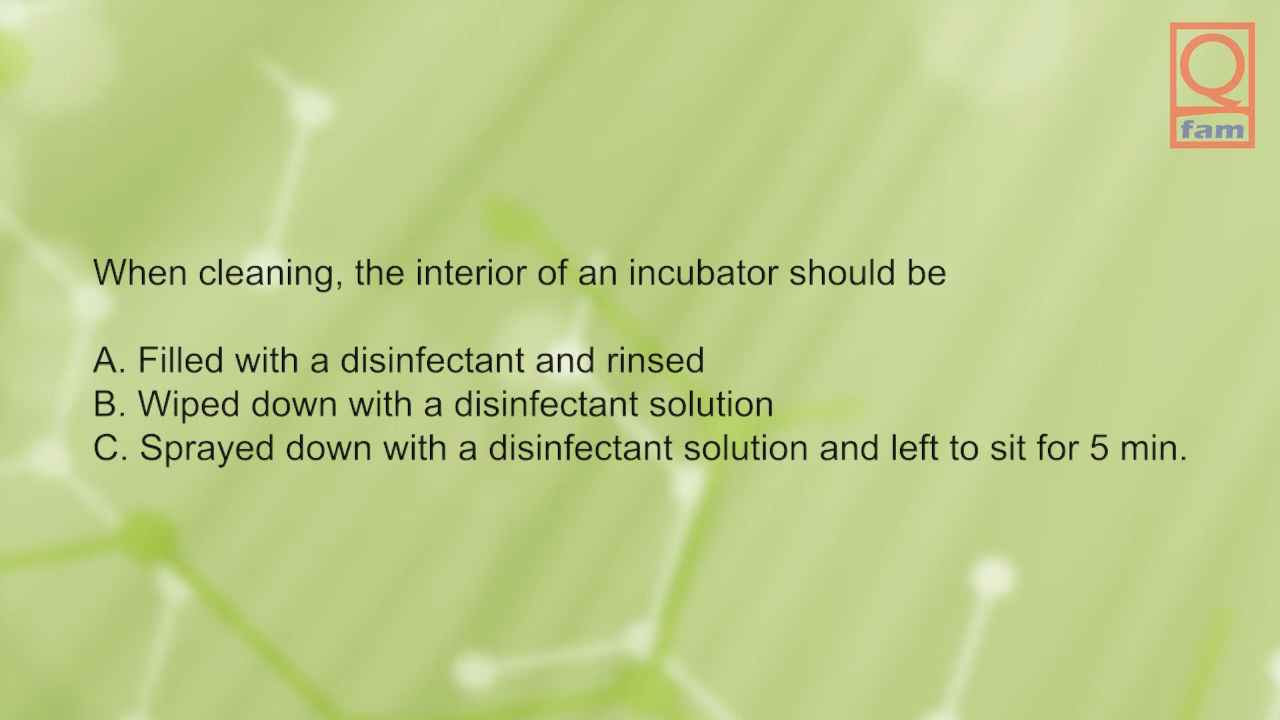 Q
fam
When cleaning, the interior of an incubator should be
A. Filled with a disinfectant and rinsed
B. Wiped down with a disinfectant solution
C. Sprayed down with a disinfectant solution and left to sit for 5 min.